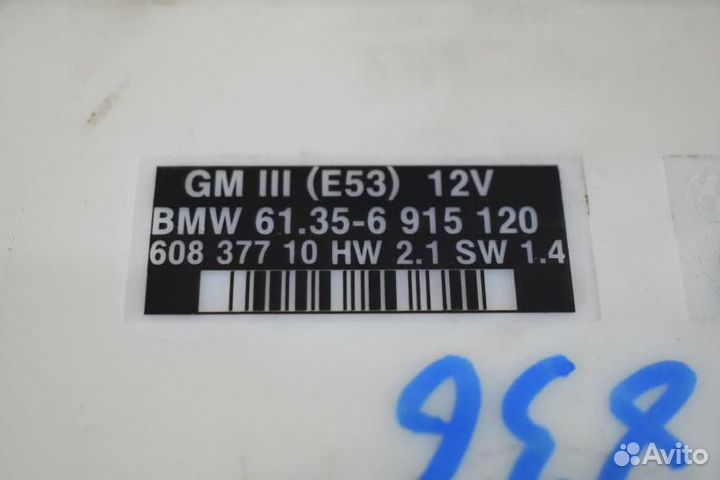 GM III (E53) 12V
BMW 61.35-6 915 120
608 377 10 HW 2.1 SW 1.4
Avito